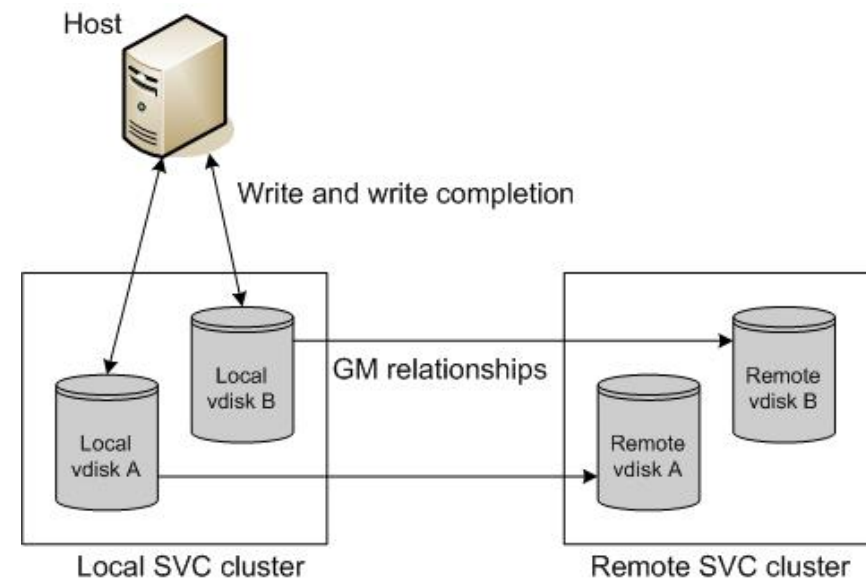 Host
Write and write completion
Local
vdisk B
GM relationships
Remote
vdisk B
Local
vdisk A
Remote
vdisk A
Local SVC cluster
Remote SVC cluster